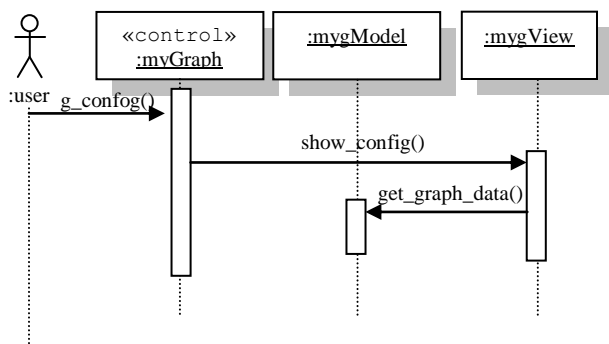 «control»
:myGraph
:mygModel
:mygView
:user
g_confog()
show_config()
get_graph_data()